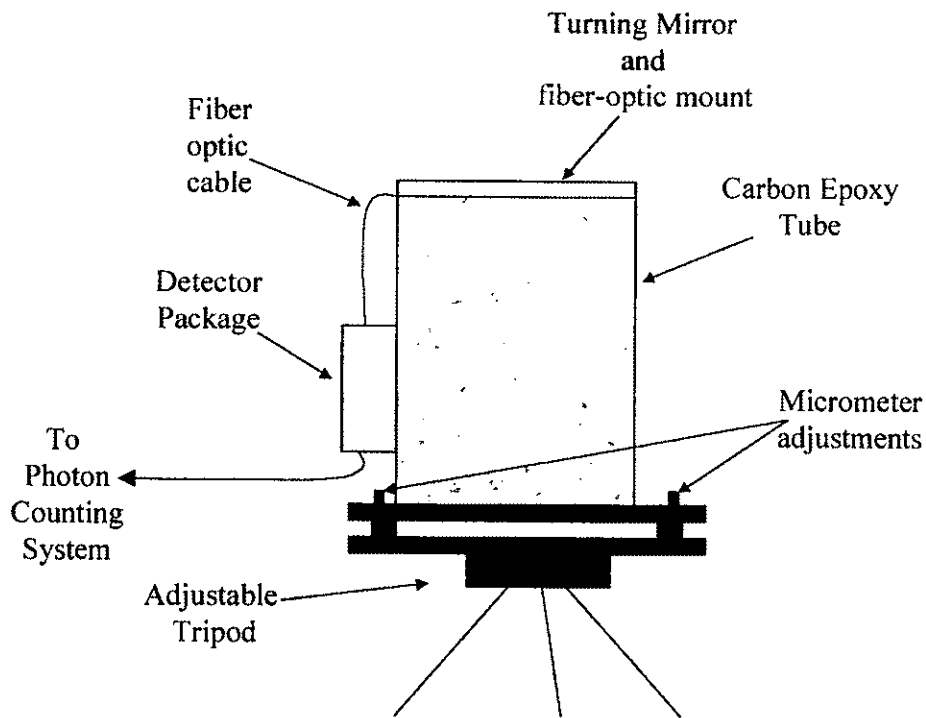 Turning Mirror
and
fiber-optic mount
Fiber
optic
cable
Carbon Epoxy
Tube
Detector
Package
Micrometer
adjustments
To
Photon
Counting
System
Adjustable
Tripod